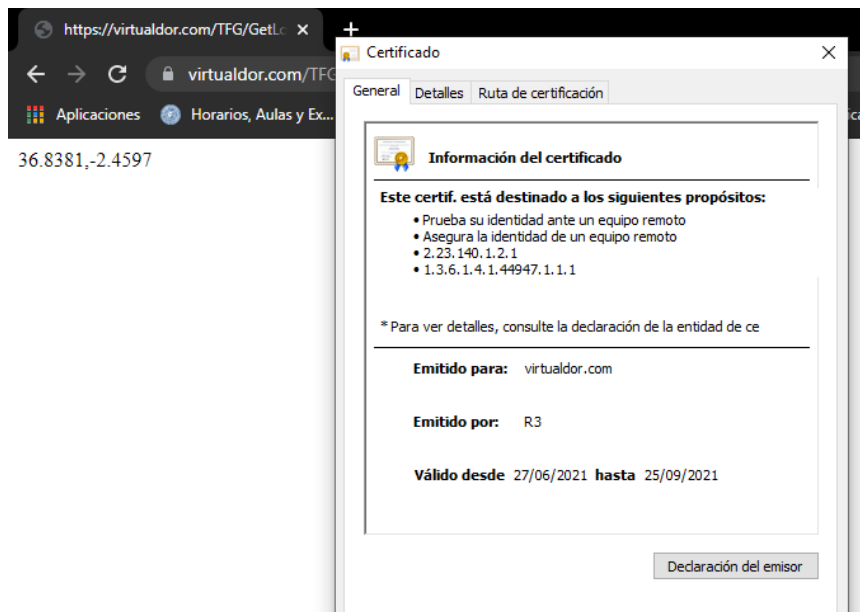 https://virtualdor.com/TFG/GetLc
Certificado
virtualdor.com/TFG
General Detalles Ruta de certificación
Aplicaciones Horarios, Aulas y Ex...
36.8381,-2.4597
Información del certificado
Este certif. está destinado a los siguientes propósitos:
• Prueba su identidad ante un equipo remoto
• Asegura la identidad de un equipo remoto
• 2.23.140.1.2.1
• 1.3.6.1.4.1.44947.1.1.1
* Para ver detalles, consulte la declaración de la entidad de ce
Emitido para: virtualdor.com
Emitido por: R3
Válido desde 27/06/2021 hasta 25/09/2021
Declaración del emisor